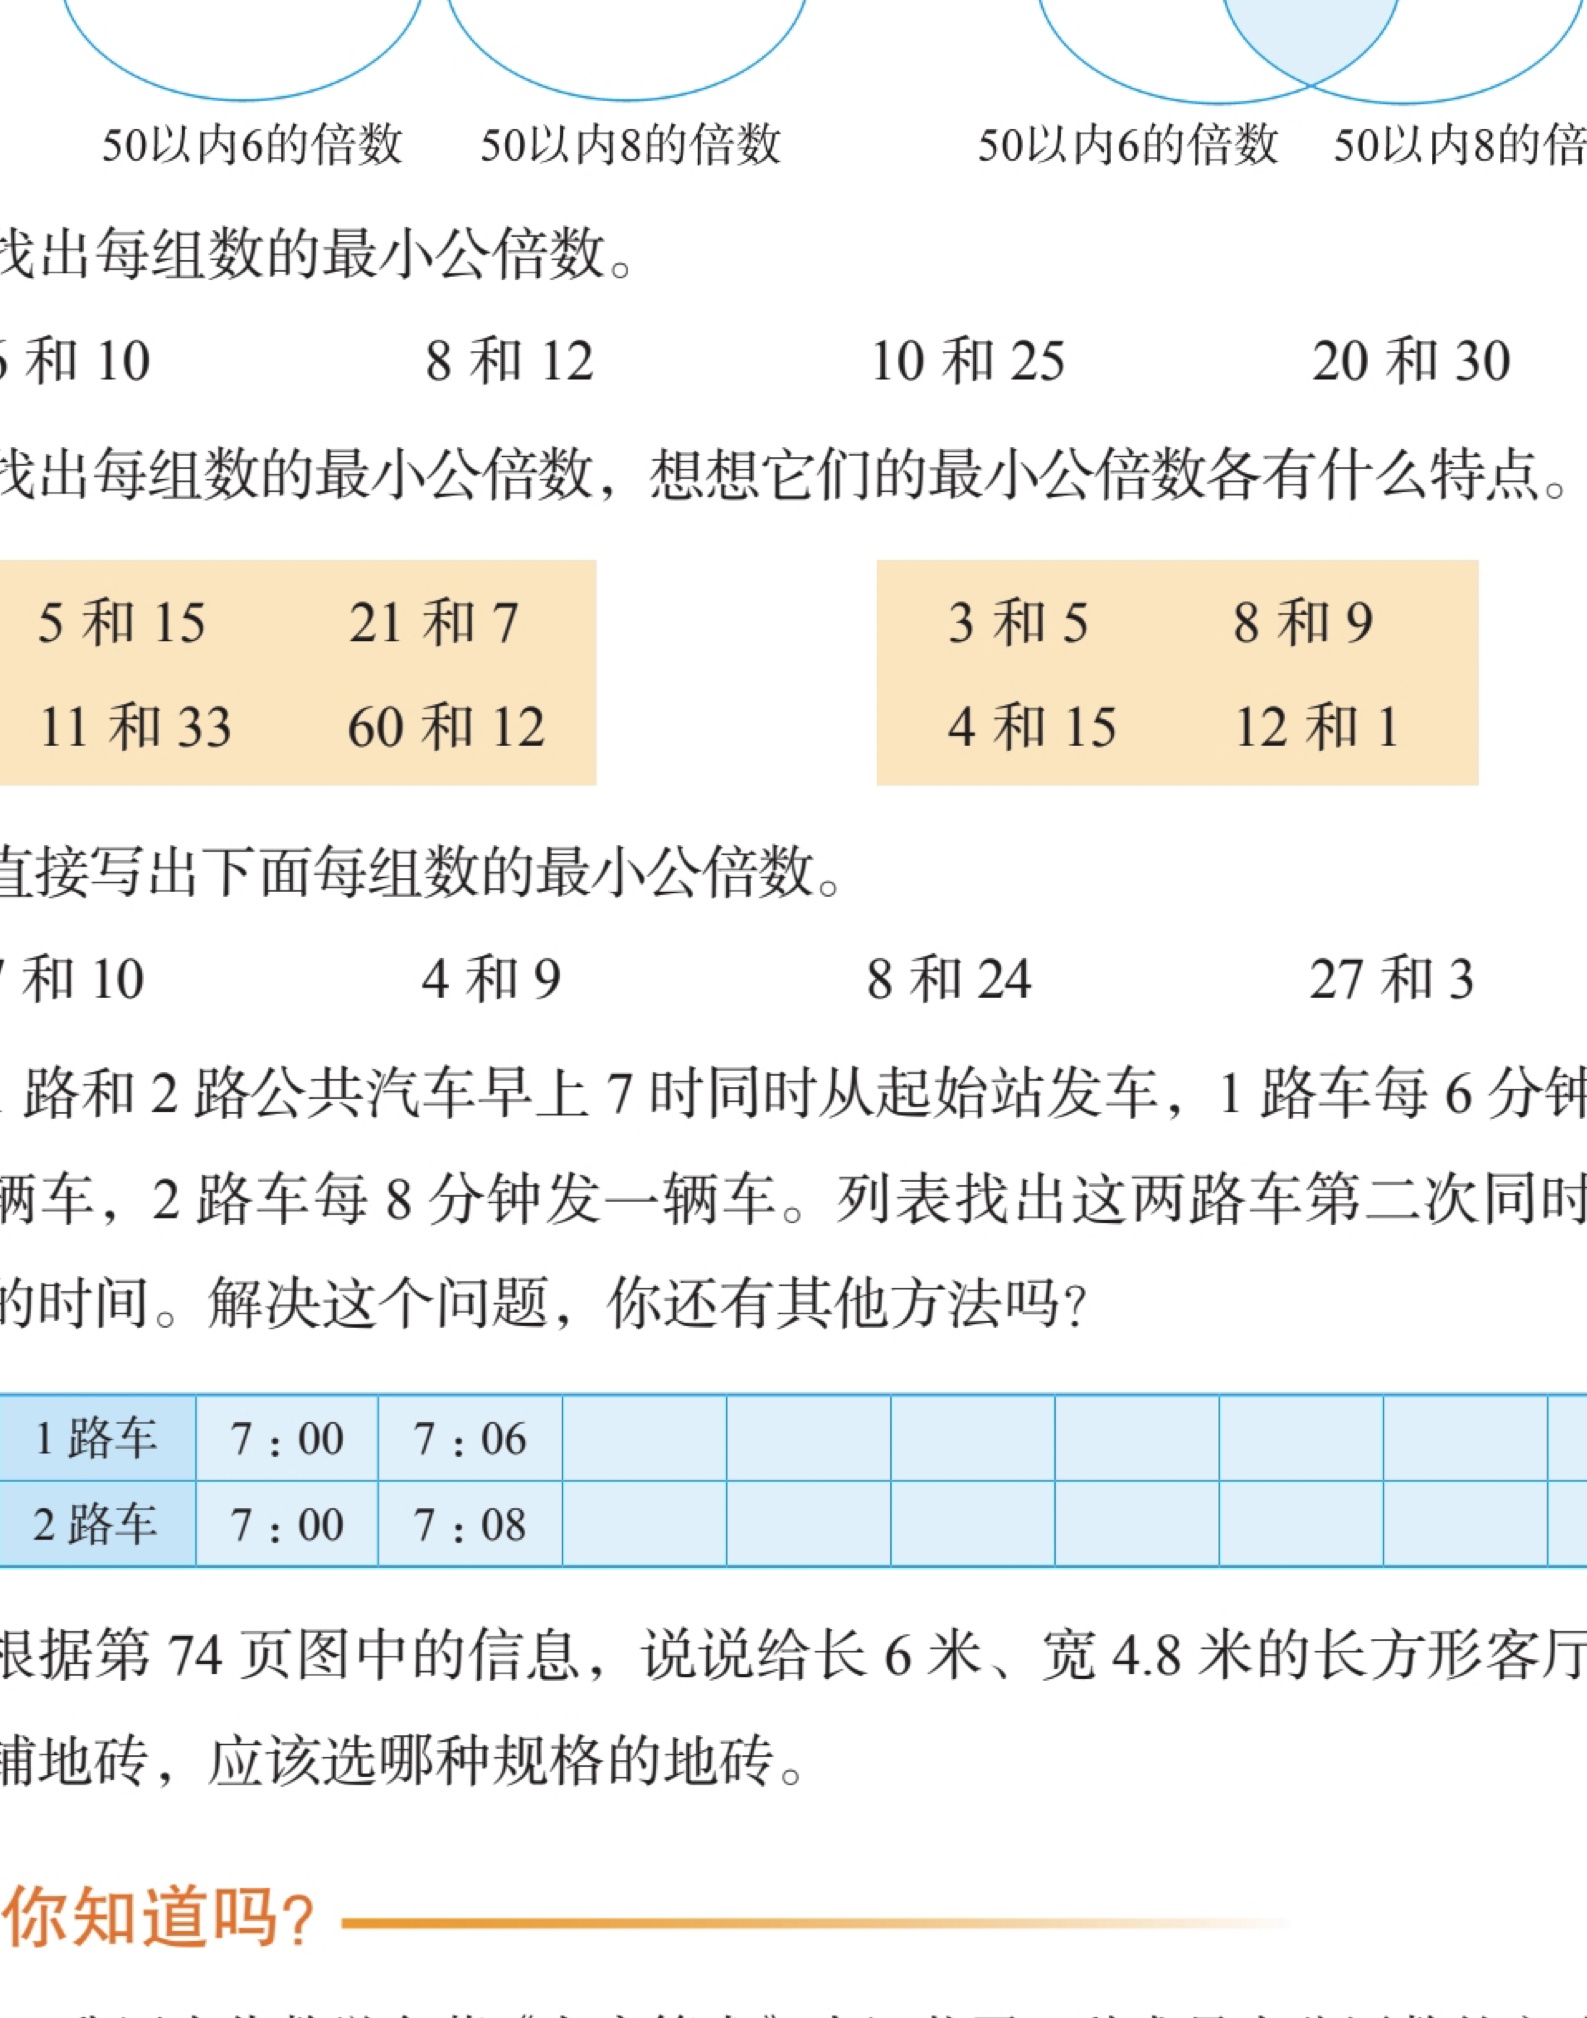 50以内6的倍数 50以内8的倍数 50以内6的倍数 50以内8的倍
找出每组数的最小公倍数。
和 10 8 和 12 10 和 25 20 和 30
找出每组数的最小公倍数，想想它们的最小公倍数各有什么特点。
5 和 15 21 和 7 3 和 5 8 和 9
11 和 33 60 和 12 4 和 15 12 和 1
直接写出下面每组数的最小公倍数。
和 10 4 和 9 8 和 24 27 和 3
路和 2 路公共汽车早上 7 时同时从起始站发车，1 路车每 6 分钟
辆车，2 路车每 8 分钟发一辆车。列表找出这两路车第二次同时
的时间。解决这个问题，你还有其他方法吗？
1 路车 7：00 7：06
2 路车 7：00 7：08
根据第 74 页图中的信息，说说给长 6 米、宽 4.8 米的长方形客厅
铺地砖，应该选哪种规格的地砖。
你知道吗？